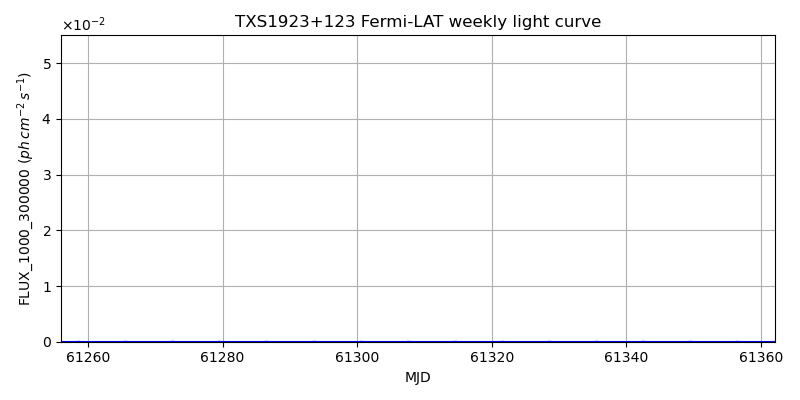 TXS1923+123 Fermi-LAT weekly light curve
×10⁻²
FLUX_1000_300000 (ph cm⁻² s⁻¹)
5
4
3
2
1
0
61260 61280 61300 61320 61340 61360
MJD